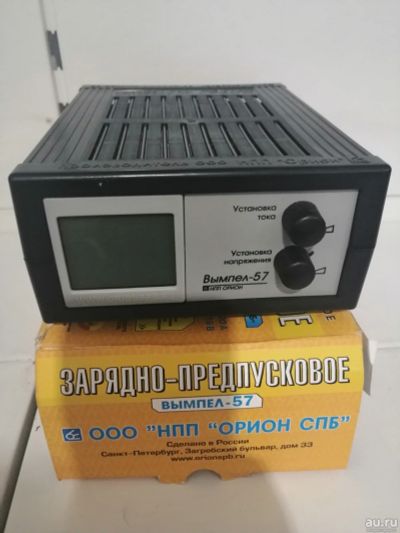 Установка
тока
Установка
напряжения
Вымпел-57
НПП ОРИОН
ЗАРЯДНО-ПРЕДПУСКОВОЕ
ВЫМПЕЛ-57
ООО "НПП "ОРИОН СПБ"
Сделано в России
Санкт-Петербург, Загребский бульвар, дом 33
www.orionspb.ru
au.ru